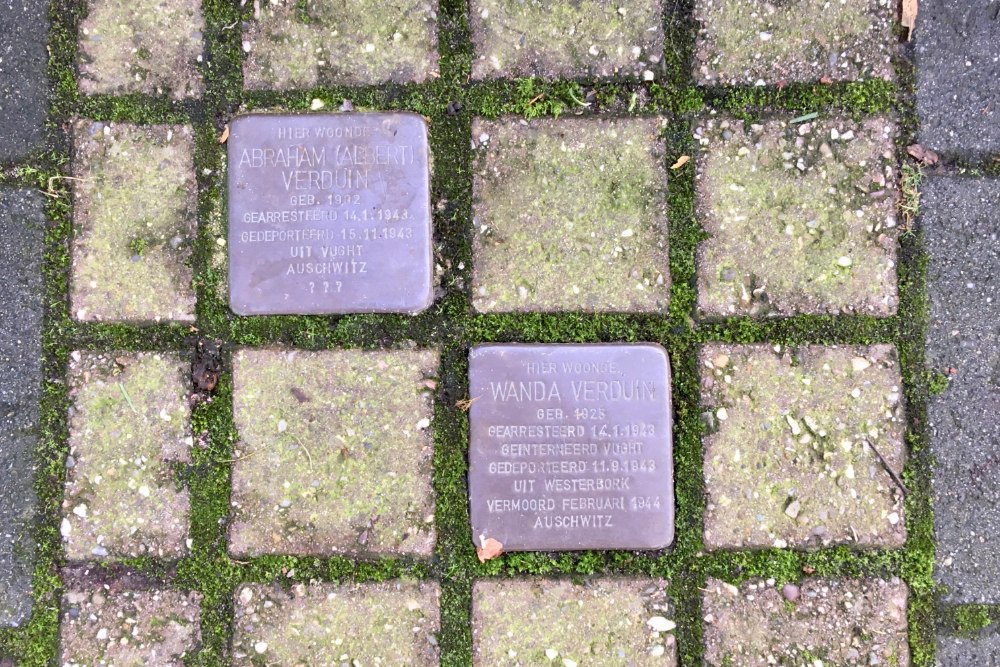 HIER WOONDE
ABRAHAM (ALBERT)
VERDUIN
GEB. 1902
GEARRESTEERD 14.1.1943
GEDEPORTEERD 15.11.1943
UIT VUGHT
AUSCHWITZ
? ? ?
HIER WOONDE
WANDA VERDUIN
GEB. 1925
GEARRESTEERD 14.1.1943
GEINTERNEERD VUGHT
GEDEPORTEERD 11.9.1943
UIT WESTERBORK
VERMOORD FEBRUARI 1944
AUSCHWITZ